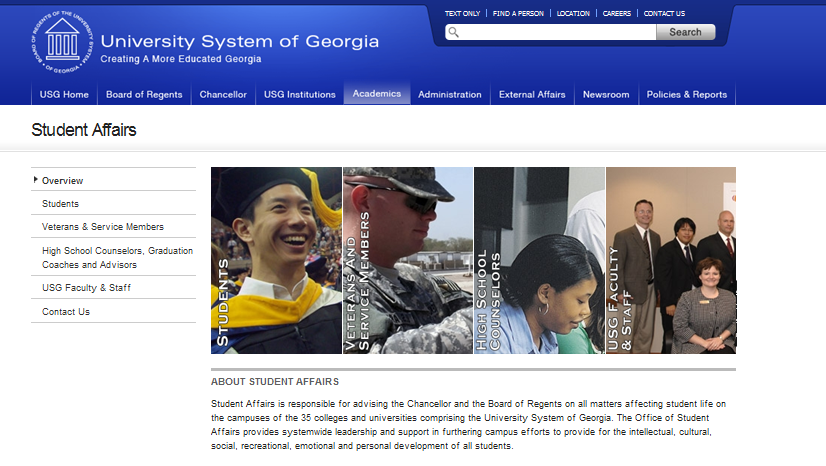 BOARD OF REGENTS OF THE UNIVERSITY SYSTEM OF GEORGIA
University System of Georgia
Creating A More Educated Georgia
TEXT ONLY FIND A PERSON LOCATION CAREERS CONTACT US
Search
USG Home Board of Regents Chancellor USG Institutions Academics Administration External Affairs Newsroom Policies & Reports
Student Affairs
Overview
Students
Veterans & Service Members
High School Counselors, Graduation
Coaches and Advisors
USG Faculty & Staff
Contact Us
STUDENTS
VETERANS AND
SERVICE MEMBERS
HIGH SCHOOL
COUNSELORS
USG FACULTY
& STAFF
ABOUT STUDENT AFFAIRS
Student Affairs is responsible for advising the Chancellor and the Board of Regents on all matters affecting student life on
the campuses of the 35 colleges and universities comprising the University System of Georgia. The Office of Student
Affairs provides systemwide leadership and support in furthering campus efforts to provide for the intellectual, cultural,
social, recreational, emotional and personal development of all students.